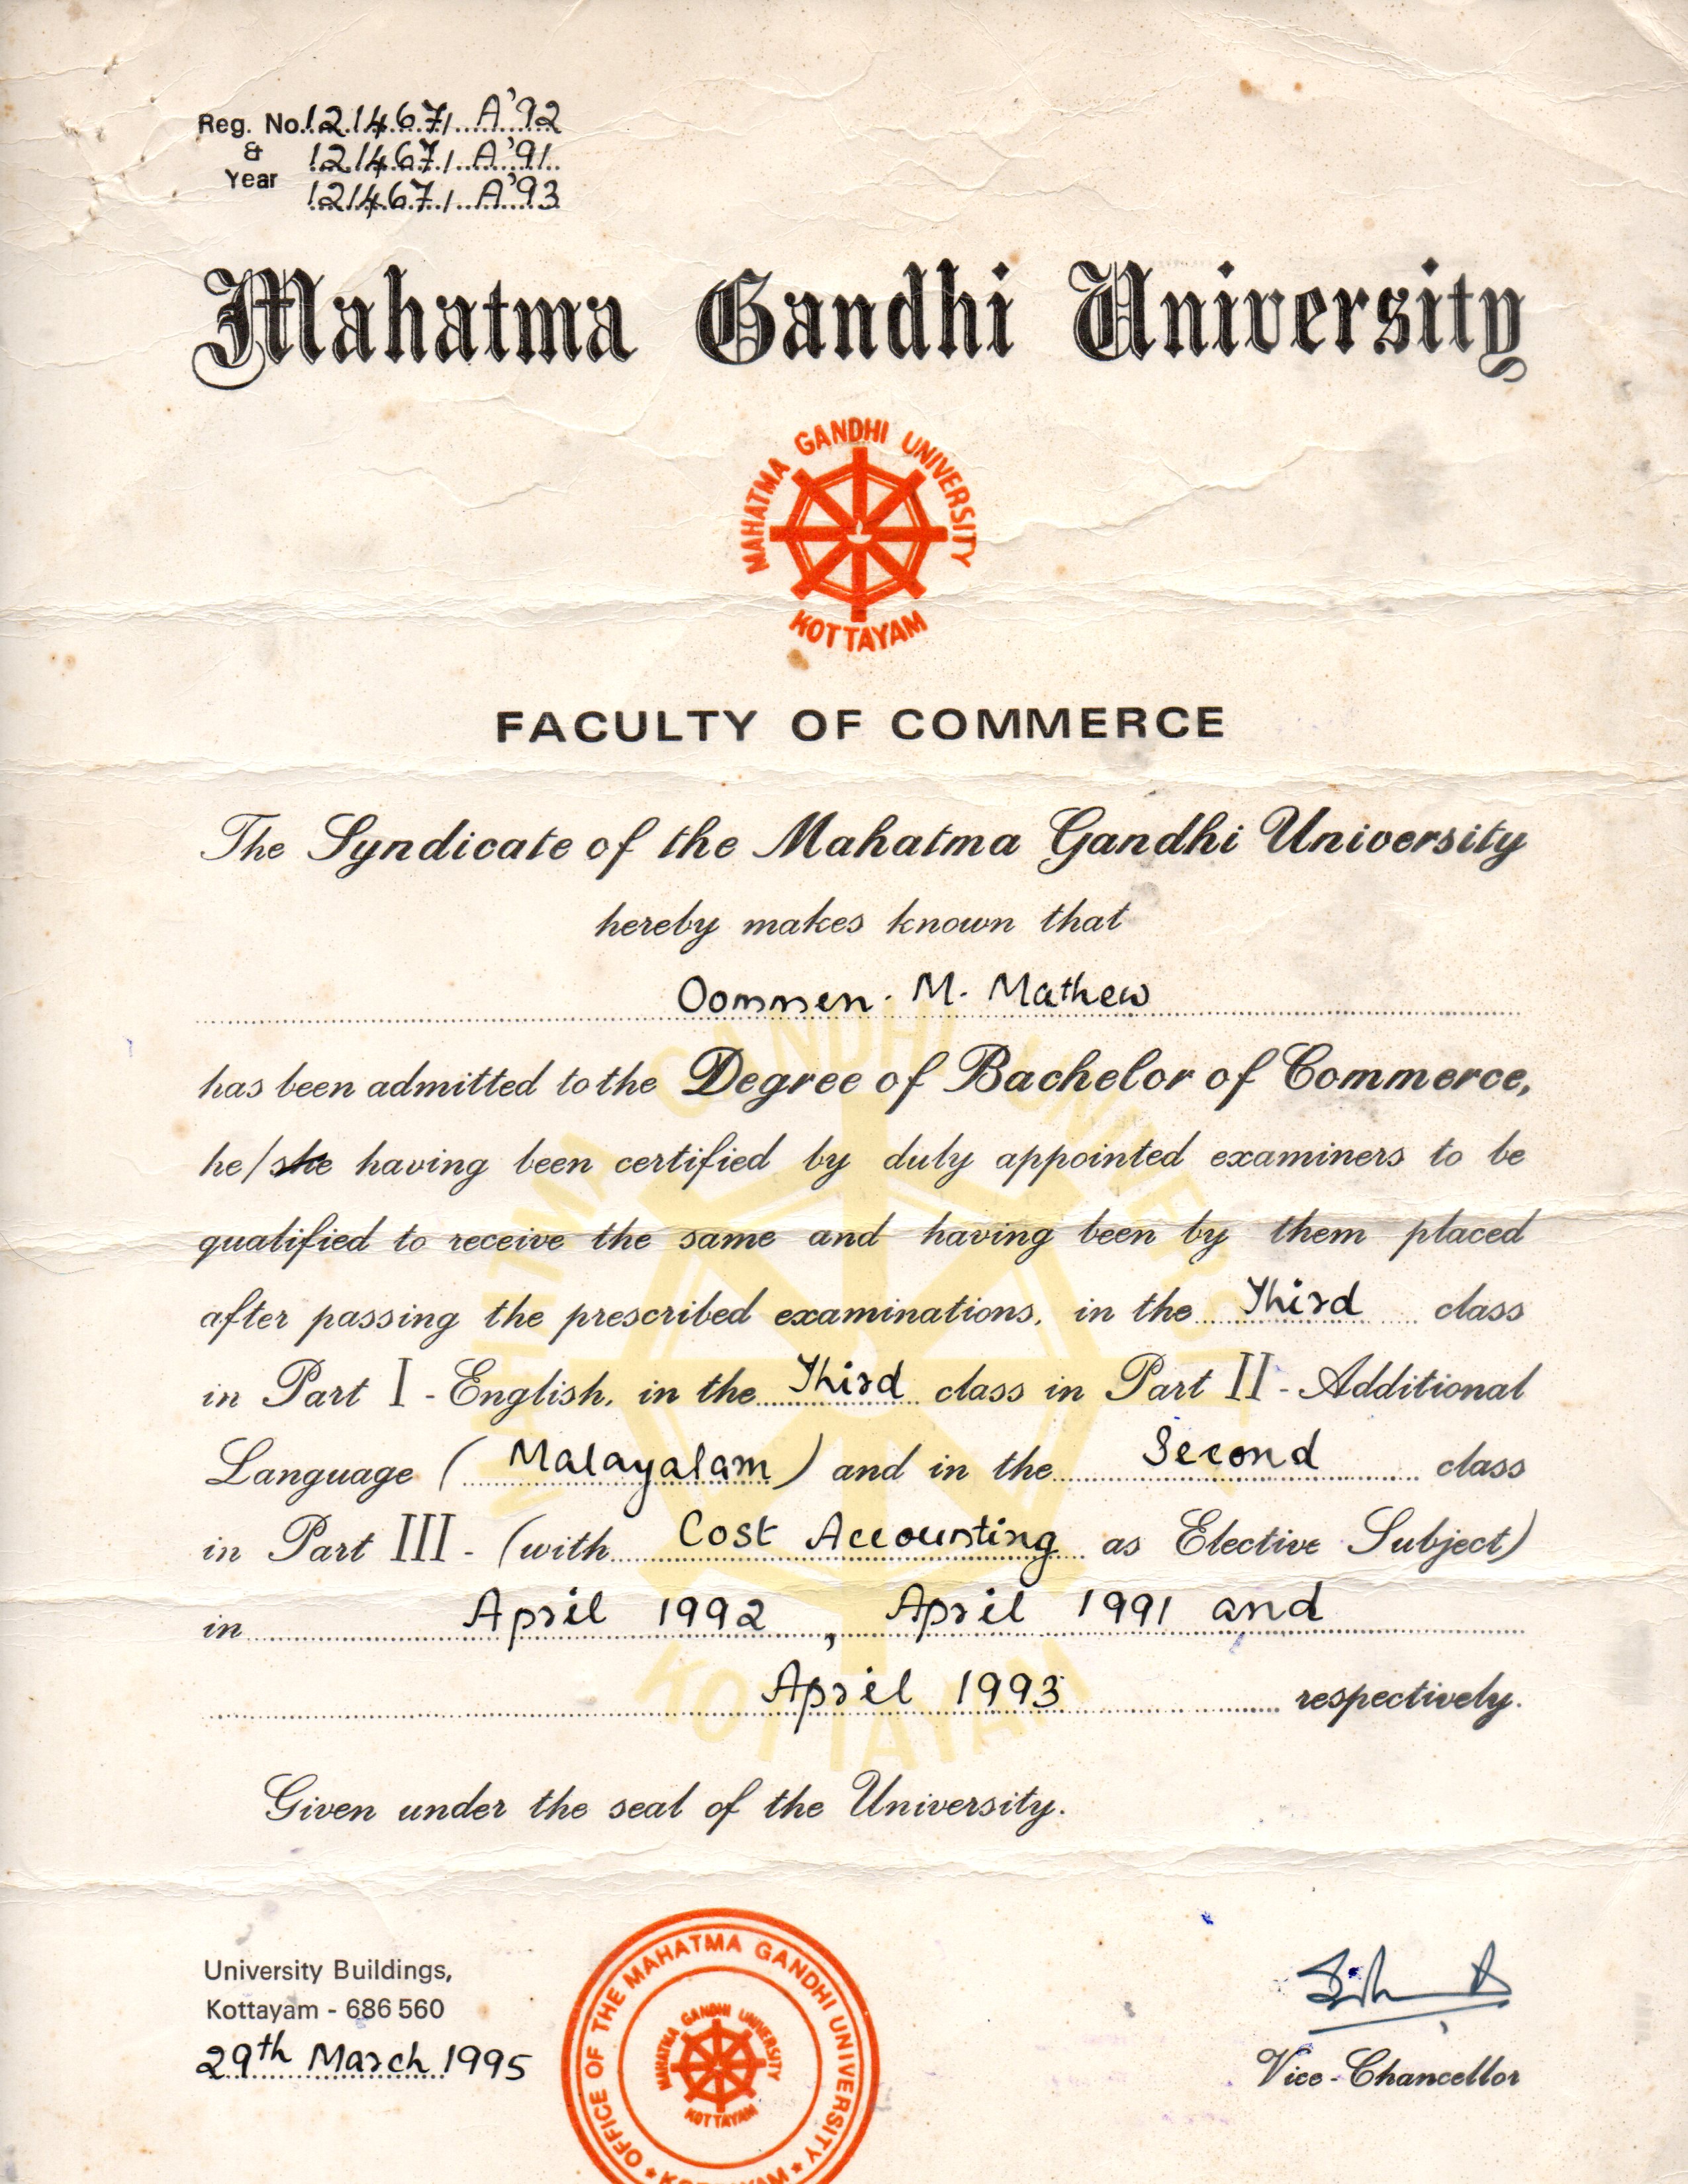 Reg. No. 121467, A'92
& 121467, A'91
Year 121467, A'93
Mahatma Gandhi University
MAHATMA GANDHI UNIVERSITY
KOTTAYAM
FACULTY OF COMMERCE
The Syndicate of the Mahatma Gandhi University
hereby makes known that
Oommen. M. Mathew
has been admitted to the Degree of Bachelor of Commerce,
he/she having been certified by duly appointed examiners to be
qualified to receive the same and having been by them placed
after passing the prescribed examinations, in the Third class
in Part I - English, in the Third class in Part II - Additional
Language (Malayalam) and in the Second class
in Part III - (with Cost Accounting as Elective Subject)
in April 1992, April 1991 and
April 1993 respectively.
Given under the seal of the University.
University Buildings,
Kottayam - 686 560
29th March 1995
OFFICE OF THE MAHATMA GANDHI UNIVERSITY
KOTTAYAM
MAHATMA GANDHI UNIVERSITY
KOTTAYAM
Vice-Chancellor